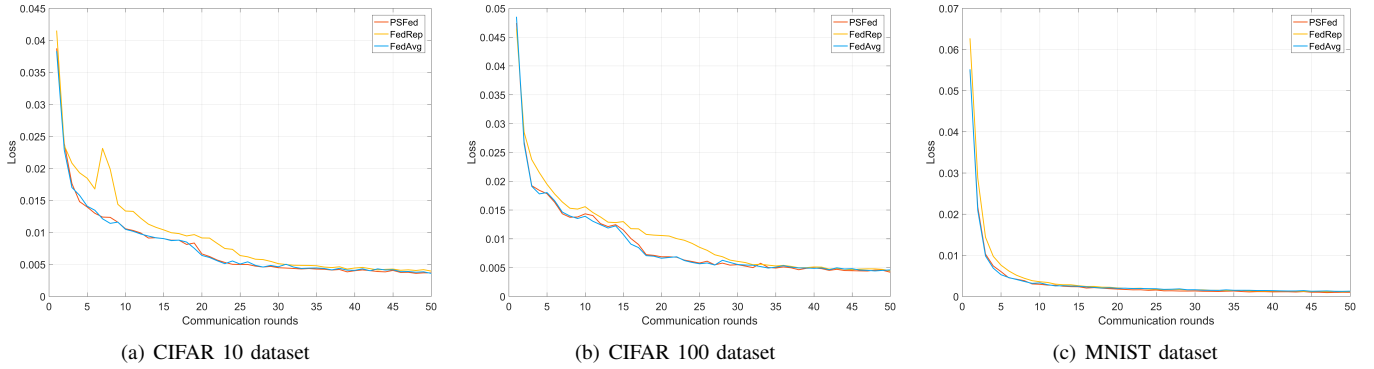 0.045
0.04
0.035
0.03
0.025
0.02
0.015
0.01
0.005
0
Loss
0 5 10 15 20 25 30 35 40 45 50
Communication rounds
PSFed
FedRep
FedAvg
(a) CIFAR 10 dataset
0.05
0.045
0.04
0.035
0.03
0.025
0.02
0.015
0.01
0.005
0
Loss
0 5 10 15 20 25 30 35 40 45 50
Communication rounds
PSFed
FedRep
FedAvg
(b) CIFAR 100 dataset
0.07
0.06
0.05
0.04
0.03
0.02
0.01
0
Loss
0 5 10 15 20 25 30 35 40 45 50
Communication rounds
PSFed
FedRep
FedAvg
(c) MNIST dataset